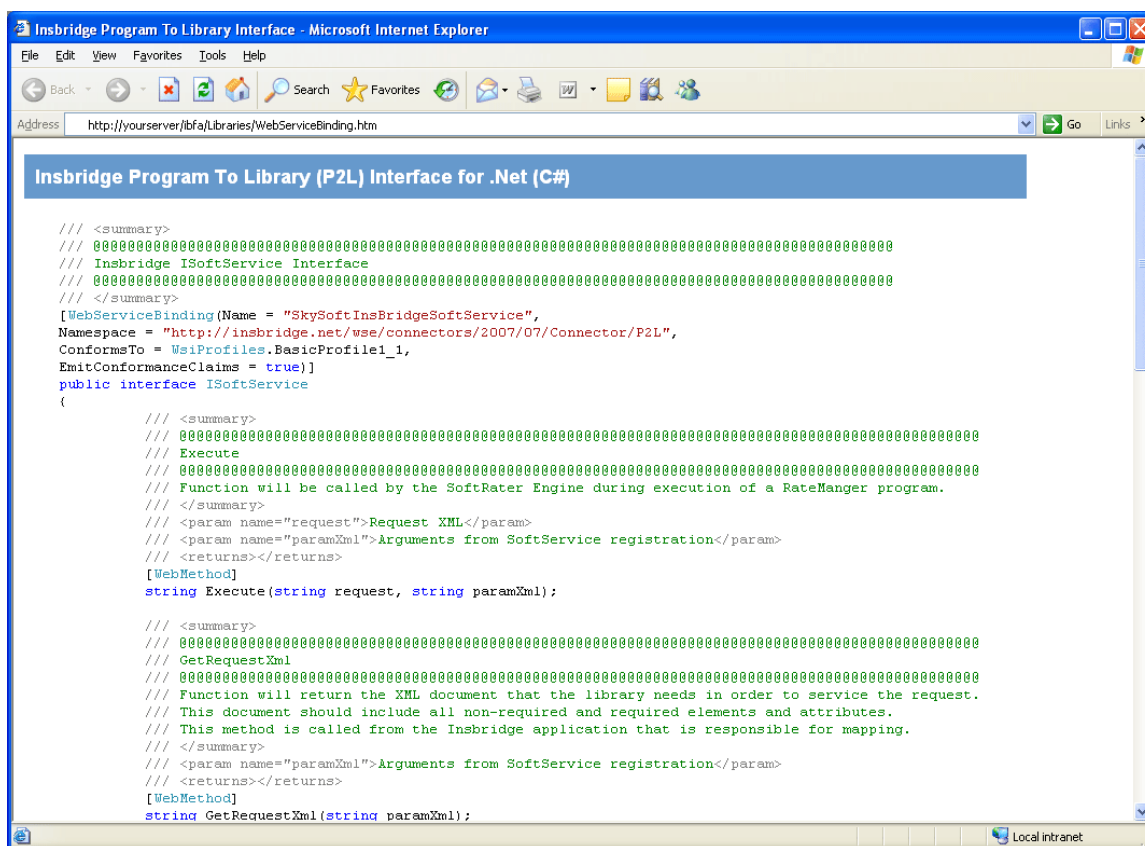 Insbridge Program To Library Interface - Microsoft Internet Explorer
File Edit View Favorites Tools Help
Back Search Favorites
Address http://yourserver/ibfa/Libraries/WebServiceBinding.htm Go Links
Insbridge Program To Library (P2L) Interface for .Net (C#)
/// <summary>
/// @@@@@@@@@@@@@@@@@@@@@@@@@@@@@@@@@@@@@@@@@@@@@@@@@@@@@@@@@@@@@@@@@@@@@@@@@@@@@@@@@@@@@@@@@@@@@
/// Insbridge ISoftService Interface
/// @@@@@@@@@@@@@@@@@@@@@@@@@@@@@@@@@@@@@@@@@@@@@@@@@@@@@@@@@@@@@@@@@@@@@@@@@@@@@@@@@@@@@@@@@@@@@
/// </summary>
[WebServiceBinding(Name = "SkySoftInsBridgeSoftService",
Namespace = "http://insbridge.net/wse/connectors/2007/07/Connector/P2L",
ConformsTo = WsiProfiles.BasicProfile1_1,
EmitConformanceClaims = true)]
public interface ISoftService
{
/// <summary>
/// @@@@@@@@@@@@@@@@@@@@@@@@@@@@@@@@@@@@@@@@@@@@@@@@@@@@@@@@@@@@@@@@@@@@@@@@@@@@@@@@@@@@@@@@@@@@@
/// Execute
/// @@@@@@@@@@@@@@@@@@@@@@@@@@@@@@@@@@@@@@@@@@@@@@@@@@@@@@@@@@@@@@@@@@@@@@@@@@@@@@@@@@@@@@@@@@@@@
/// Function will be called by the SoftRater Engine during execution of a RateManger program.
/// </summary>
/// <param name="request">Request XML</param>
/// <param name="paramXml">Arguments from SoftService registration</param>
/// <returns></returns>
[WebMethod]
string Execute(string request, string paramXml);
/// <summary>
/// @@@@@@@@@@@@@@@@@@@@@@@@@@@@@@@@@@@@@@@@@@@@@@@@@@@@@@@@@@@@@@@@@@@@@@@@@@@@@@@@@@@@@@@@@@@@@
/// GetRequestXml
/// @@@@@@@@@@@@@@@@@@@@@@@@@@@@@@@@@@@@@@@@@@@@@@@@@@@@@@@@@@@@@@@@@@@@@@@@@@@@@@@@@@@@@@@@@@@@@
/// Function will return the XML document that the library needs in order to service the request.
/// This document should include all non-required and required elements and attributes.
/// This method is called from the Insbridge application that is responsible for mapping.
/// </summary>
/// <param name="paramXml">Arguments from SoftService registration</param>
/// <returns></returns>
[WebMethod]
string GetRequestXml(string paramXml);
Local intranet